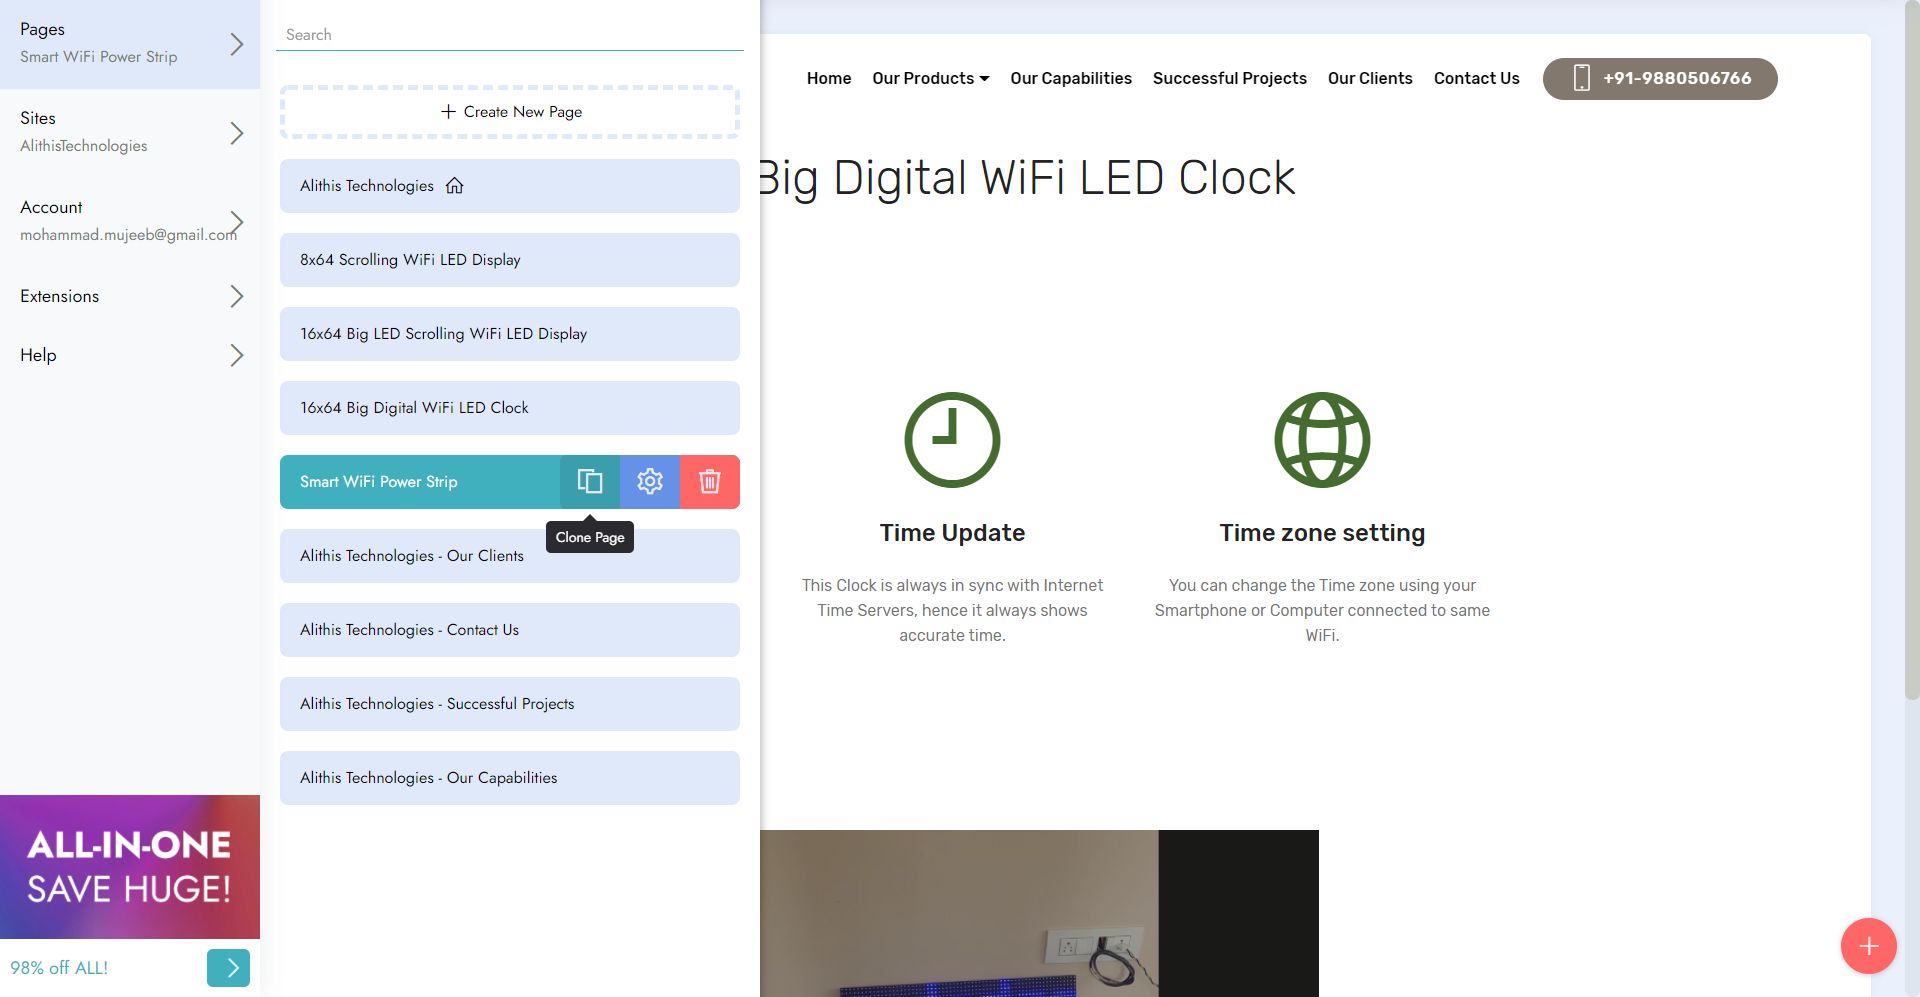 Pages
Smart WiFi Power Strip
Sites
AlithisTechnologies
Account
mohammad.mujeeb@gmail.com
Extensions
Help
ALL-IN-ONE
SAVE HUGE!
98% off ALL!
Search
Create New Page
Alithis Technologies
8x64 Scrolling WiFi LED Display
16x64 Big LED Scrolling WiFi LED Display
16x64 Big Digital WiFi LED Clock
Smart WiFi Power Strip
Clone Page
Alithis Technologies - Our Clients
Alithis Technologies - Contact Us
Alithis Technologies - Successful Projects
Alithis Technologies - Our Capabilities
Home Our Products Our Capabilities Successful Projects Our Clients Contact Us +91-9880506766
Big Digital WiFi LED Clock
Time Update
This Clock is always in sync with Internet
Time Servers, hence it always shows
accurate time.
Time zone setting
You can change the Time zone using your
Smartphone or Computer connected to same
WiFi.